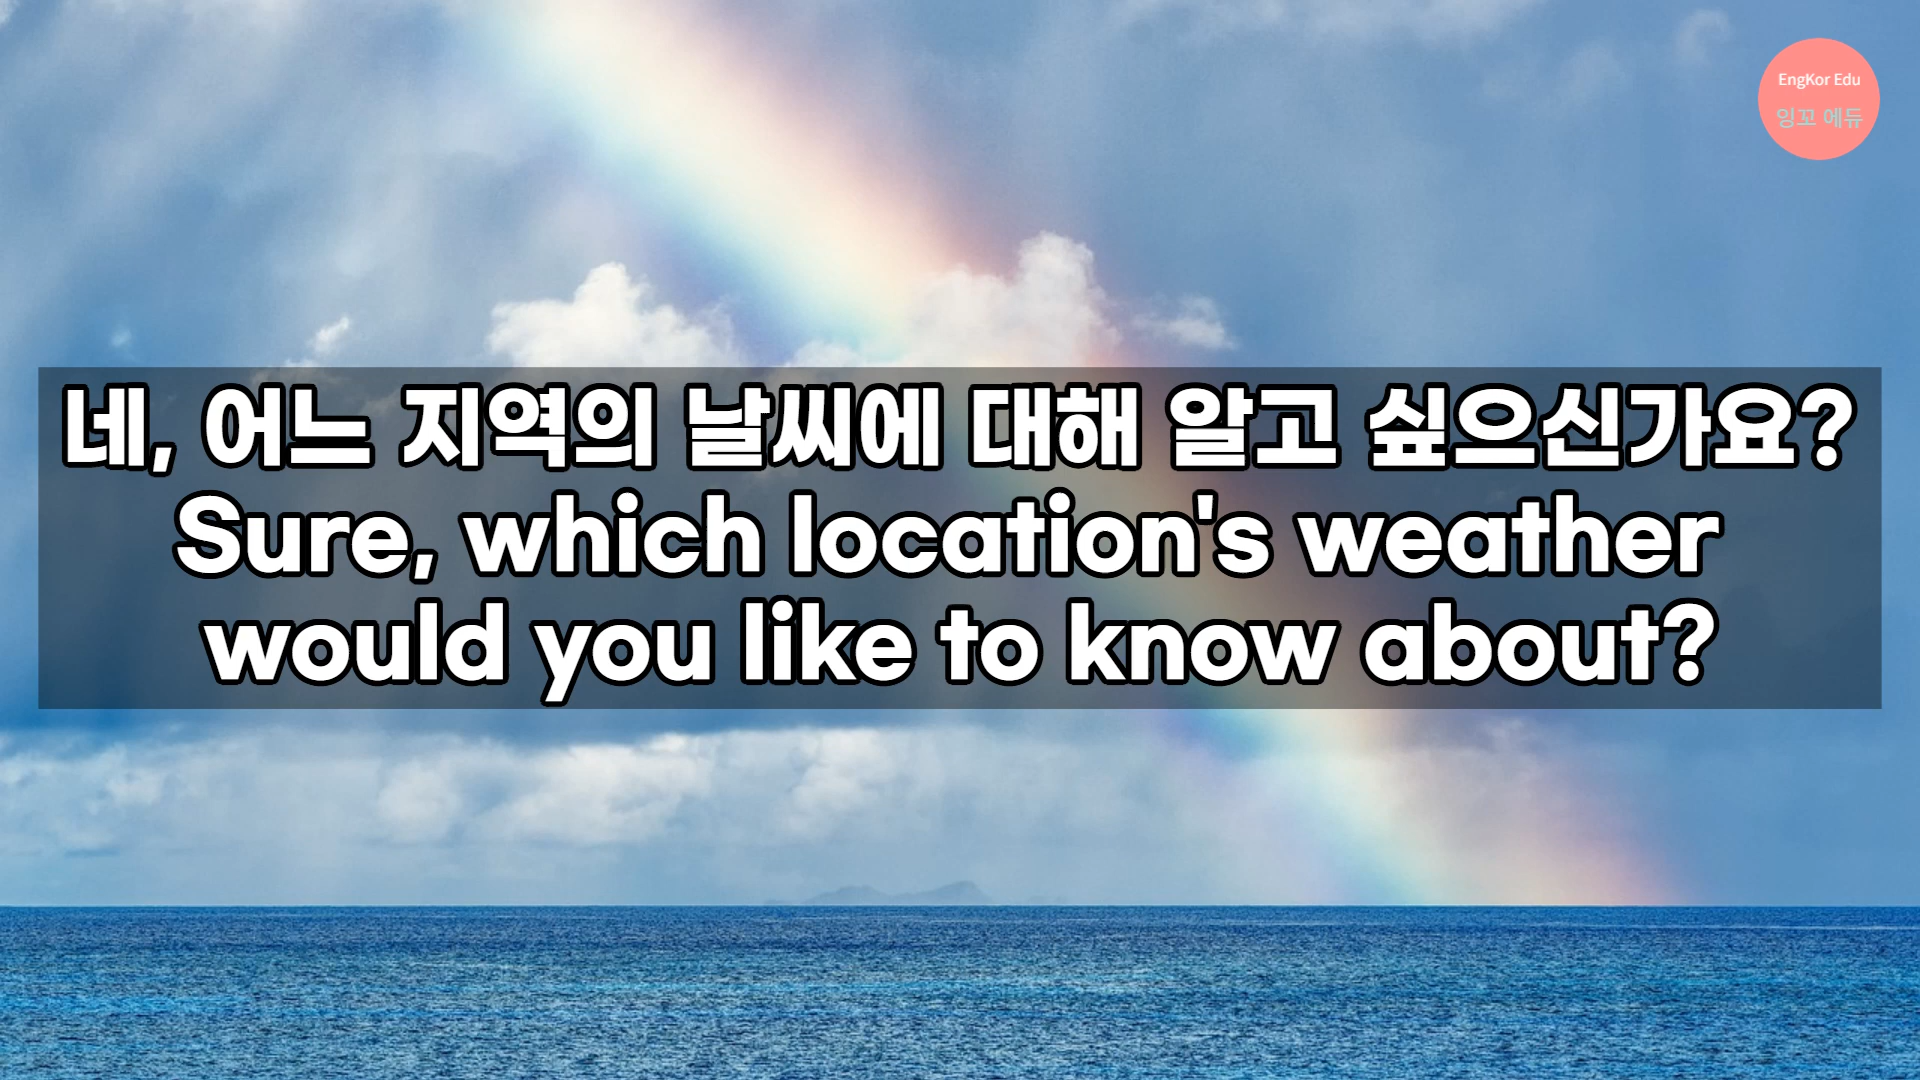 EngKor Edu
잉꼬 에듀
네, 어느 지역의 날씨에 대해 알고 싶으신가요?
Sure, which location's weather
would you like to know about?